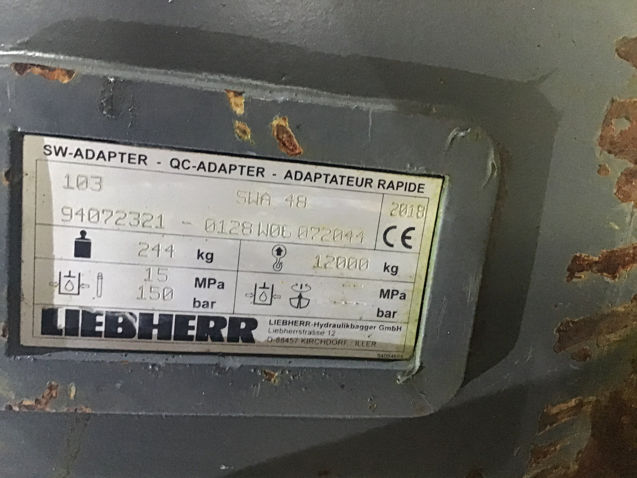 SW-ADAPTER - QC-ADAPTER - ADAPTATEUR RAPIDE
103 SWA 48 2018
94072321 - 0128 W06 072044 CE
244 kg 12000 kg
15 MPa MPa
150 bar bar
LIEBHERR LIEBHERR-Hydraulikbagger GmbH
Liebherrstraße 12
D-88457 KIRCHDORF / ILLER